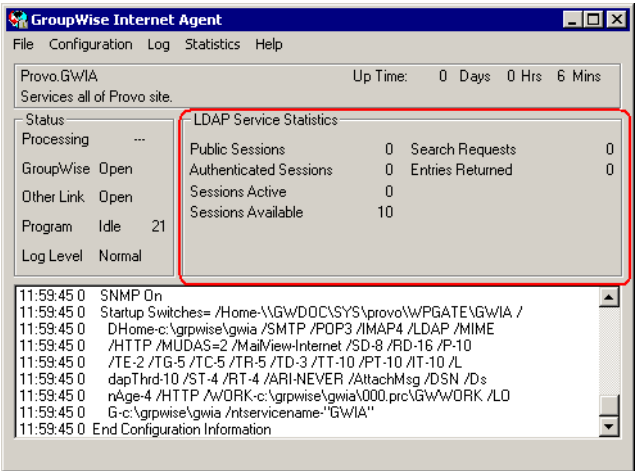 GroupWise Internet Agent
File Configuration Log Statistics Help
Provo.GWIA Up Time: 0 Days 0 Hrs 6 Mins
Services all of Provo site.
Status
Processing ---
GroupWise Open
Other Link Open
Program Idle 21
Log Level Normal
LDAP Service Statistics
Public Sessions 0 Search Requests 0
Authenticated Sessions 0 Entries Returned 0
Sessions Active 0
Sessions Available 10
11:59:45 0 SNMP On
11:59:45 0 Startup Switches= /Home-\\GWDOC\SYS\provo\WPGATE\GWIA /
11:59:45 0 DHome-c:\grpwise\gwia /SMTP /POP3 /IMAP4 /LDAP /MIME
11:59:45 0 /HTTP /MUDAS=2 /MailView-Internet /SD-8 /RD-16 /P-10
11:59:45 0 /TE-2 /TG-5 /TC-5 /TR-5 /TD-3 /TT-10 /PT-10 /IT-10 /L
11:59:45 0 dapThrd-10 /ST-4 /RT-4 /ARI-NEVER /AttachMsg /DSN /Ds
11:59:45 0 nAge-4 /HTTP /WORK-c:\grpwise\gwia\000.prc\GWWORK /LO
11:59:45 0 G-c:\grpwise\gwia /ntservicename-"GWIA"
11:59:45 0 End Configuration Information